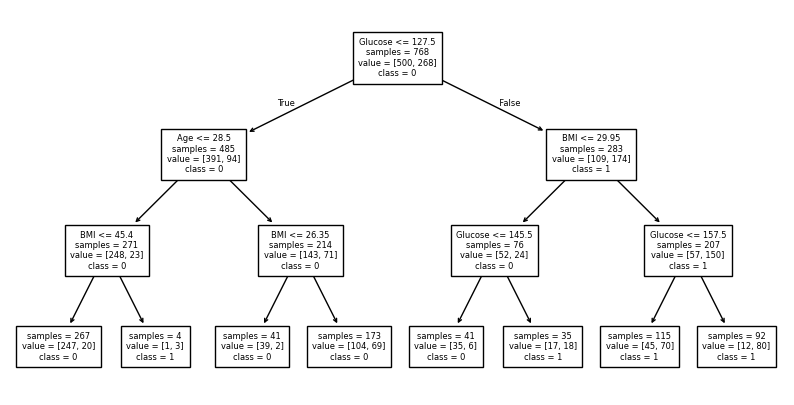 Glucose <= 127.5
samples = 768
value = [500, 268]
class = 0
True
False
Age <= 28.5
samples = 485
value = [391, 94]
class = 0
BMI <= 29.95
samples = 283
value = [109, 174]
class = 1
BMI <= 45.4
samples = 271
value = [248, 23]
class = 0
BMI <= 26.35
samples = 214
value = [143, 71]
class = 0
Glucose <= 145.5
samples = 76
value = [52, 24]
class = 0
Glucose <= 157.5
samples = 207
value = [57, 150]
class = 1
samples = 267
value = [247, 20]
class = 0
samples = 4
value = [1, 3]
class = 1
samples = 41
value = [39, 2]
class = 0
samples = 173
value = [104, 69]
class = 0
samples = 41
value = [35, 6]
class = 0
samples = 35
value = [17, 18]
class = 1
samples = 115
value = [45, 70]
class = 1
samples = 92
value = [12, 80]
class = 1